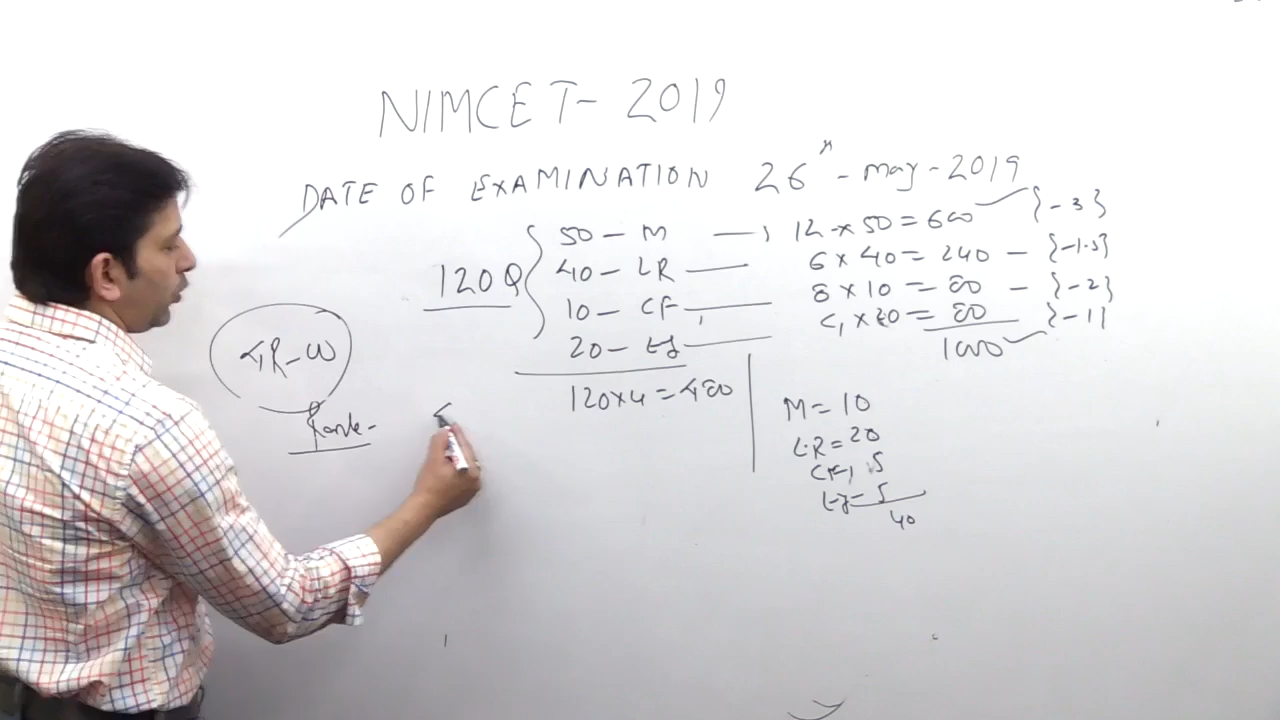 NIMCET- 2019
DATE OF EXAMINATION 26 - may - 2019
120Q
50 - M
40 - LR
10 - CF
20 - Eg
120x4 = 480
12 x 50 = 600 {-3}
6 x 40 = 240 - {-1.5}
8 x 10 = 80 - {-2}
4 x 20 = 80 {-1}
1000
4R-W
Rank-
M = 10
LR = 20
CF, 5
Eg = 5
40